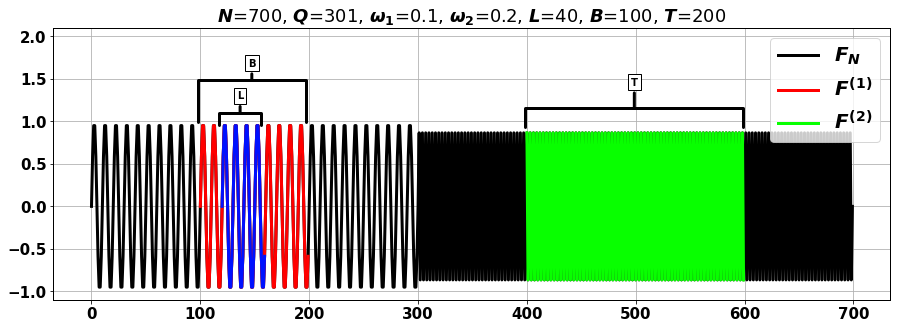 N=700, Q=301, ω₁=0.1, ω₂=0.2, L=40, B=100, T=200
2.0
1.5
1.0
0.5
0.0
−0.5
−1.0
B
L
T
F_N
F⁽¹⁾
F⁽²⁾
0 100 200 300 400 500 600 700